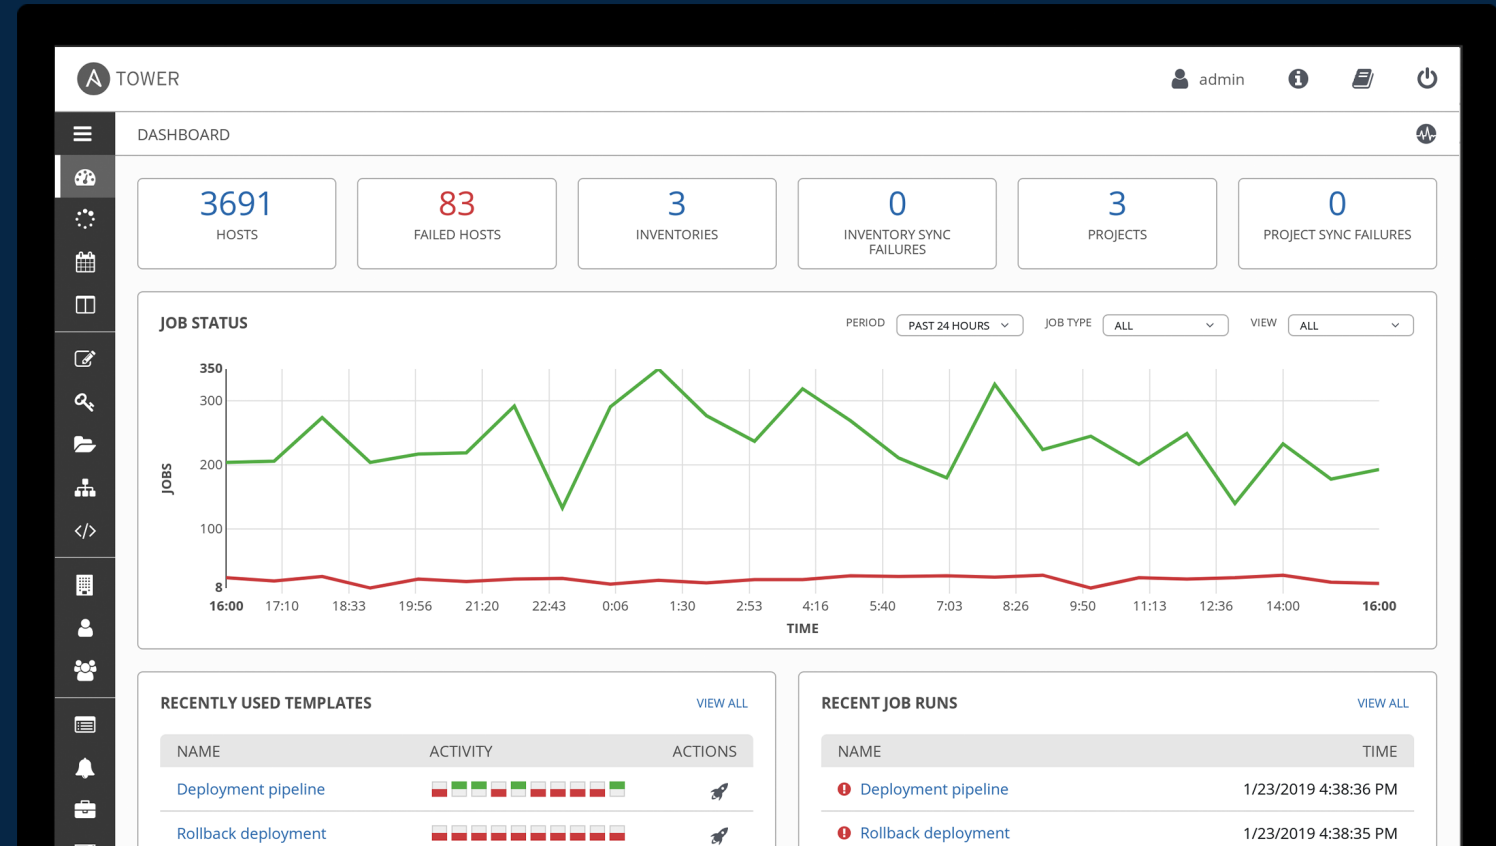 TOWER
admin
DASHBOARD
3691
HOSTS
83
FAILED HOSTS
3
INVENTORIES
0
INVENTORY SYNC
FAILURES
3
PROJECTS
0
PROJECT SYNC FAILURES
JOB STATUS
PERIOD PAST 24 HOURS JOB TYPE ALL VIEW ALL
350
300
200
100
8
JOBS
16:00 17:10 18:33 19:56 21:20 22:43 0:06 1:30 2:53 4:16 5:40 7:03 8:26 9:50 11:13 12:36 14:00 16:00
TIME
RECENTLY USED TEMPLATES VIEW ALL
NAME ACTIVITY ACTIONS
Deployment pipeline
Rollback deployment
RECENT JOB RUNS VIEW ALL
NAME TIME
Deployment pipeline 1/23/2019 4:38:36 PM
Rollback deployment 1/23/2019 4:38:35 PM